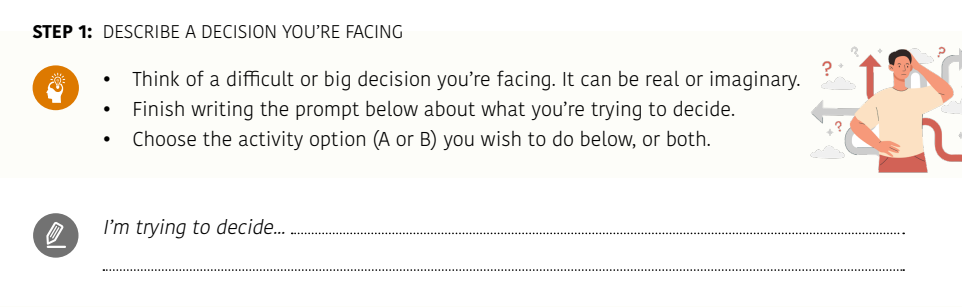 STEP 1: DESCRIBE A DECISION YOU'RE FACING
• Think of a difficult or big decision you're facing. It can be real or imaginary.
• Finish writing the prompt below about what you're trying to decide.
• Choose the activity option (A or B) you wish to do below, or both.
? ? ? ?
I'm trying to decide...